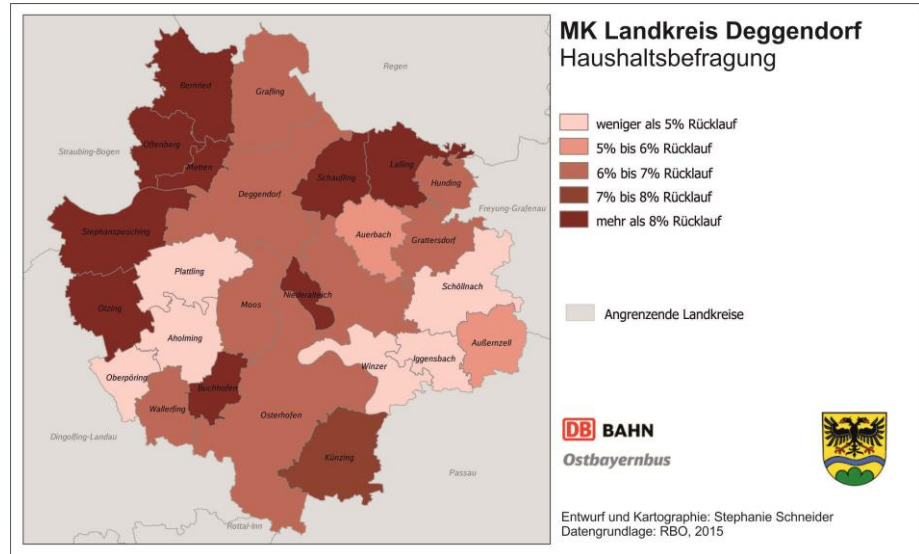 MK Landkreis Deggendorf
Haushaltsbefragung
weniger als 5% Rücklauf
5% bis 6% Rücklauf
6% bis 7% Rücklauf
7% bis 8% Rücklauf
mehr als 8% Rücklauf
Angrenzende Landkreise
DB BAHN
Ostbayernbus
Entwurf und Kartographie: Stephanie Schneider
Datengrundlage: RBO, 2015
Regen
Bernried
Grafling
Offenberg
Straubing-Bogen
Metten
Schaufling
Lalling
Hunding
Deggendorf
Freyung-Grafenau
Stephansposching
Auerbach
Grattersdorf
Plattling
Schöllnach
Otzing
Moos
Niederalteich
Aholming
Außernzell
Winzer
Iggensbach
Oberpöring
Buchhofen
Wallerfing
Osterhofen
Dingolfing-Landau
Künzing
Passau
Rottal-Inn